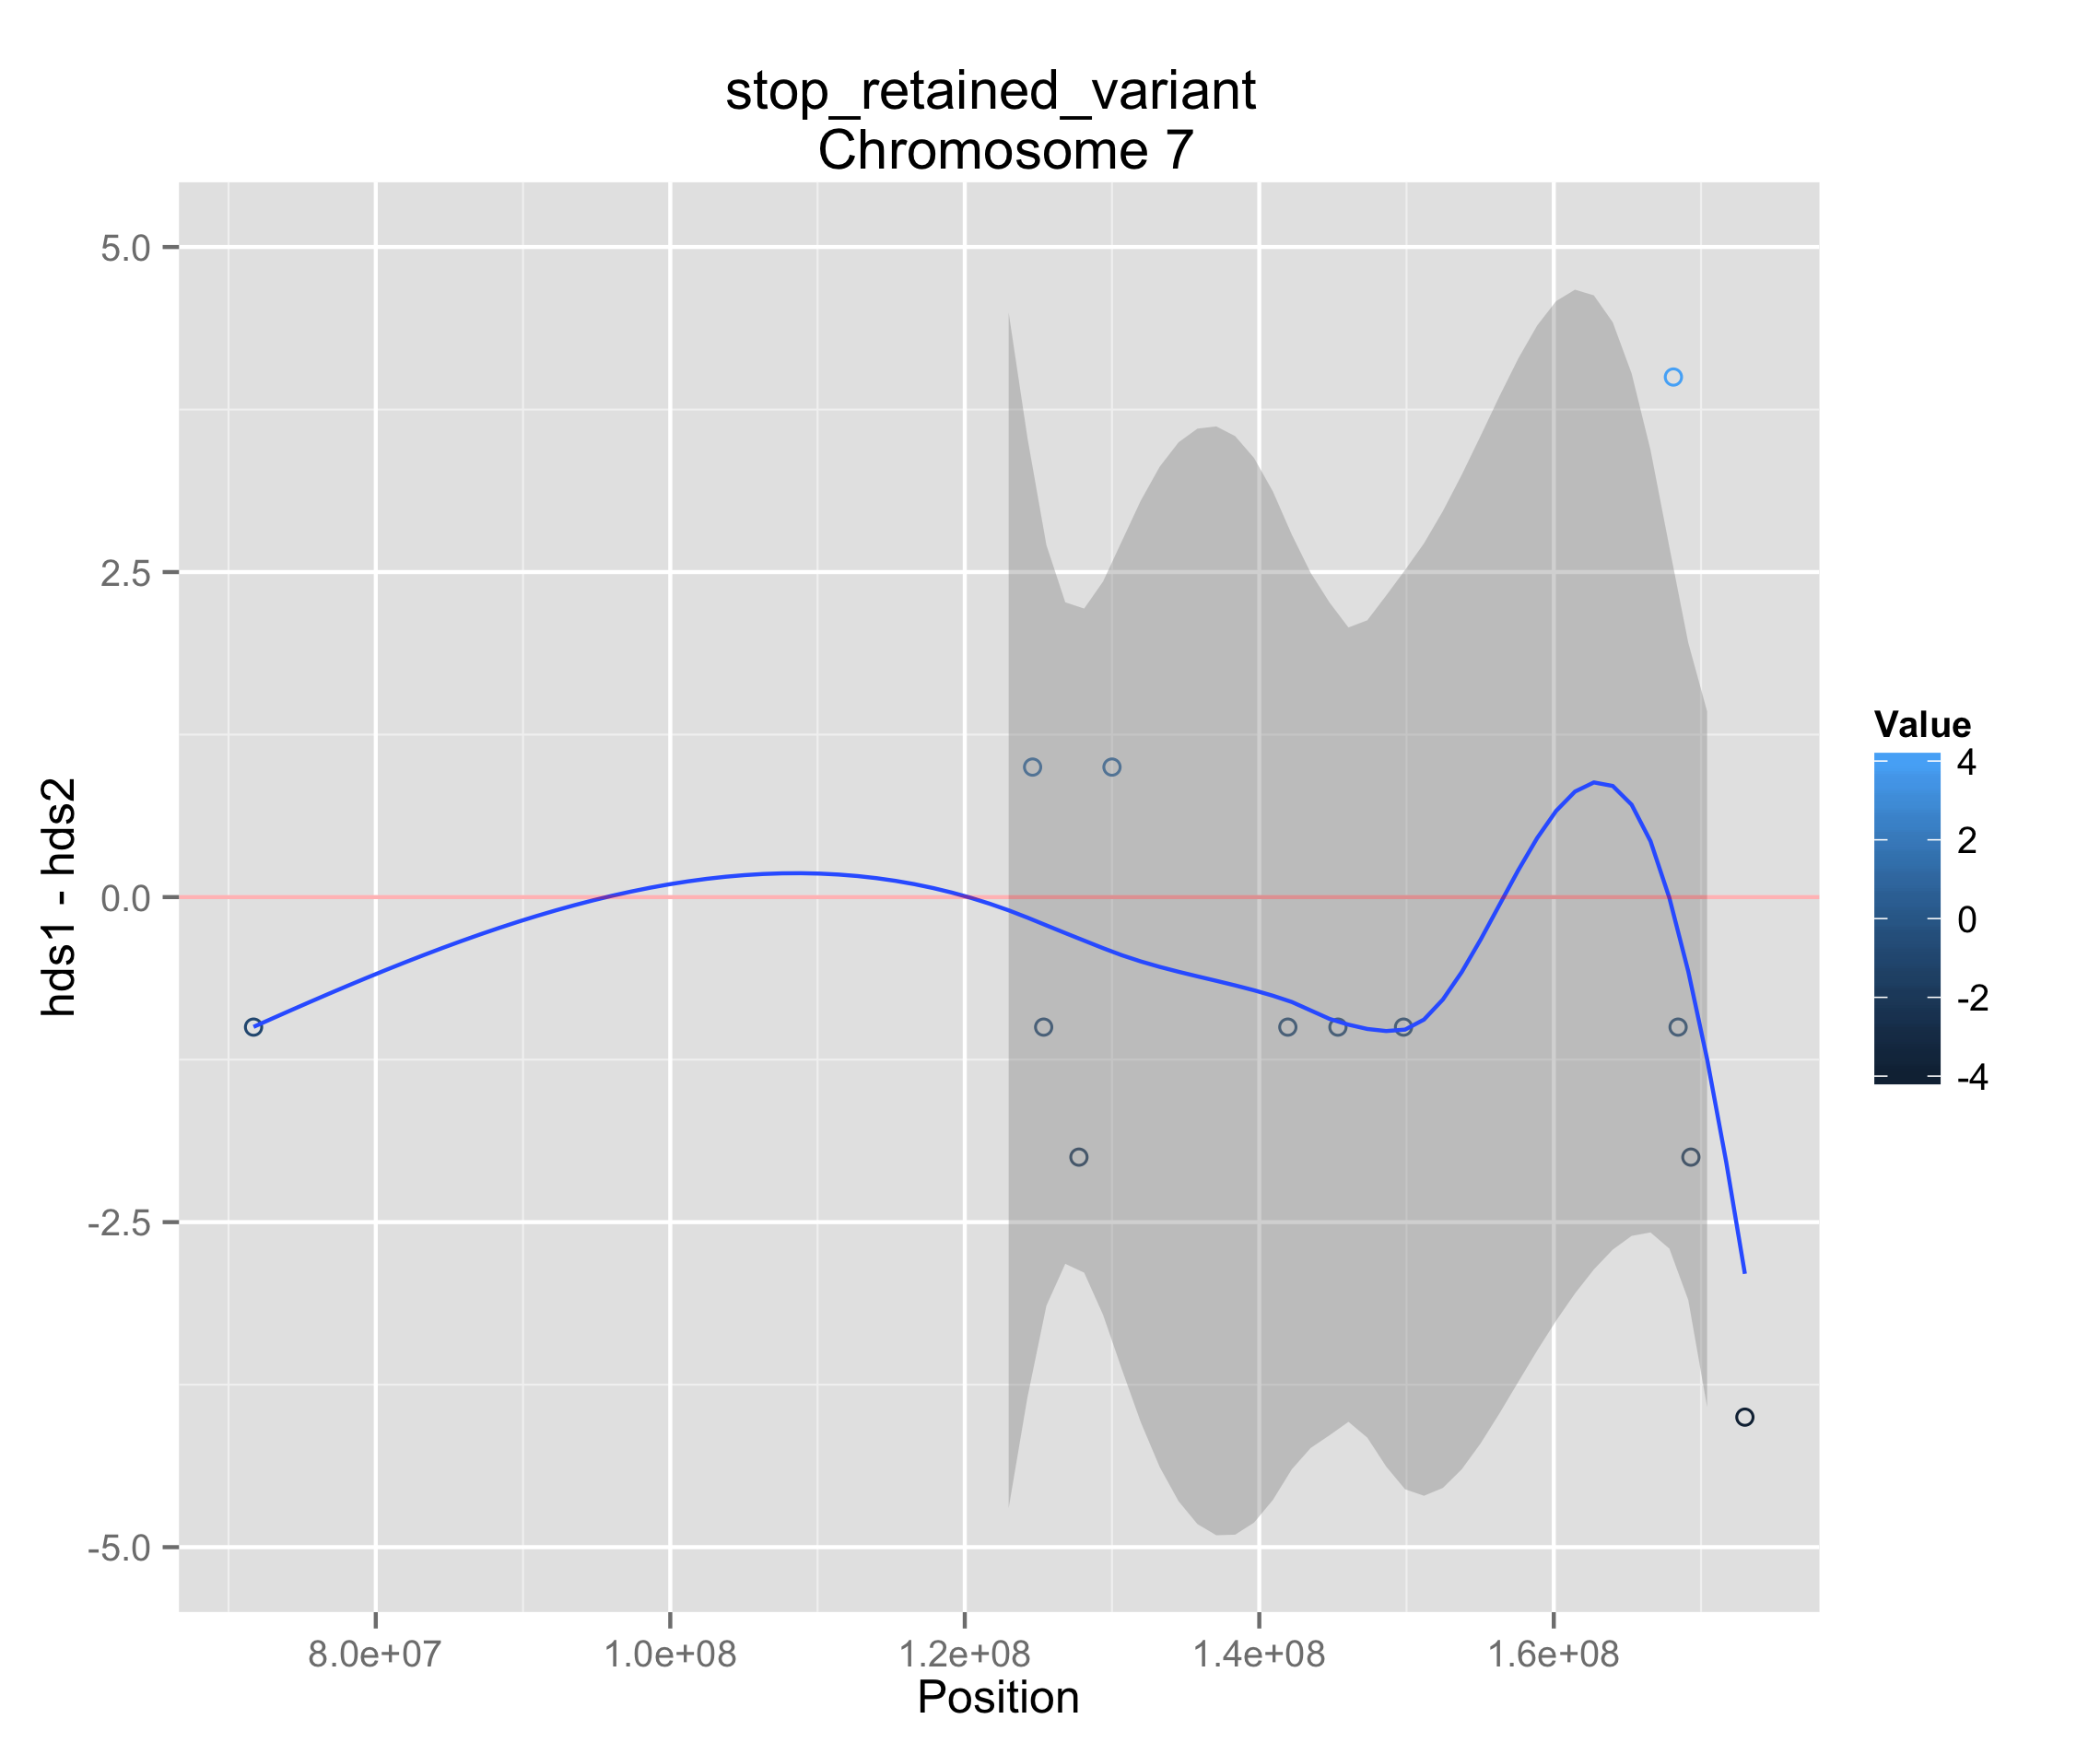 stop_retained_variant
Chromosome 7
hds1 - hds2
5.0
2.5
0.0
-2.5
-5.0
8.0e+07
1.0e+08
1.2e+08
1.4e+08
1.6e+08
Position
Value
4
2
0
-2
-4